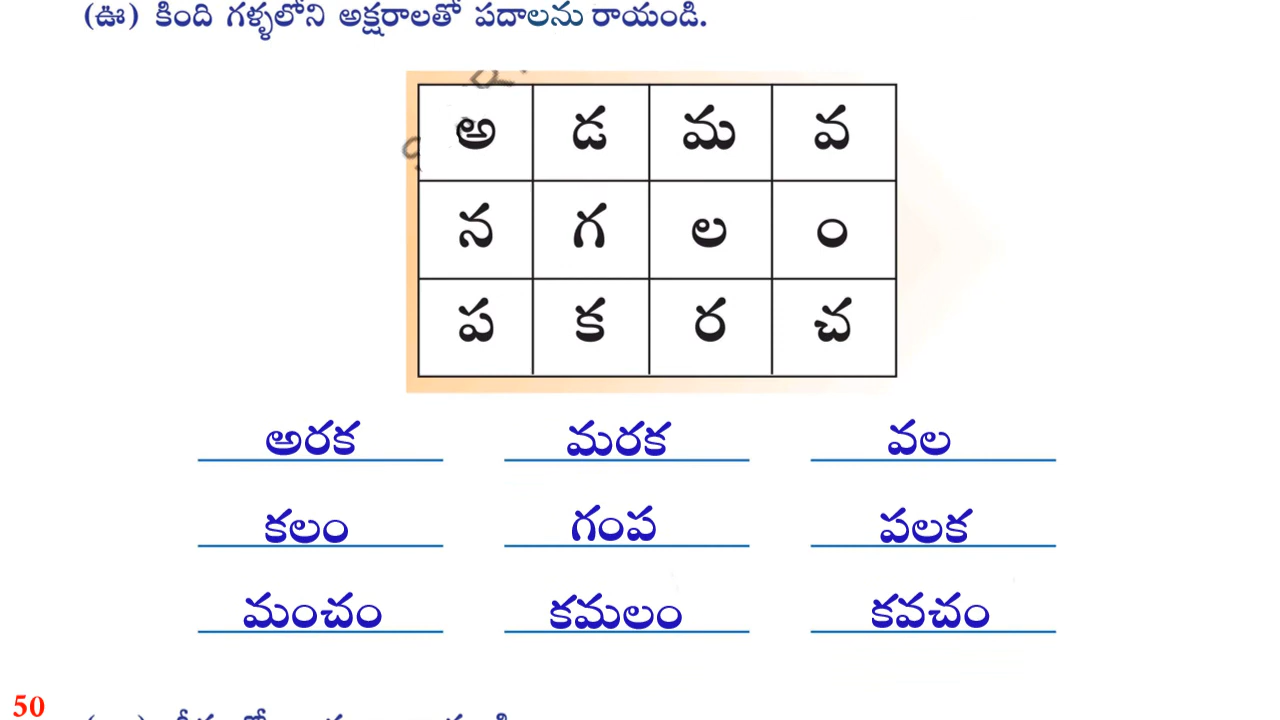 (ఊ) కింది గళ్ళలోని అక్షరాలతో పదాలను రాయండి.
అ డ మ వ
న గ ల ం
ప క ర చ
అరక మరక వల
కలం గంప పలక
మంచం కమలం కవచం
50